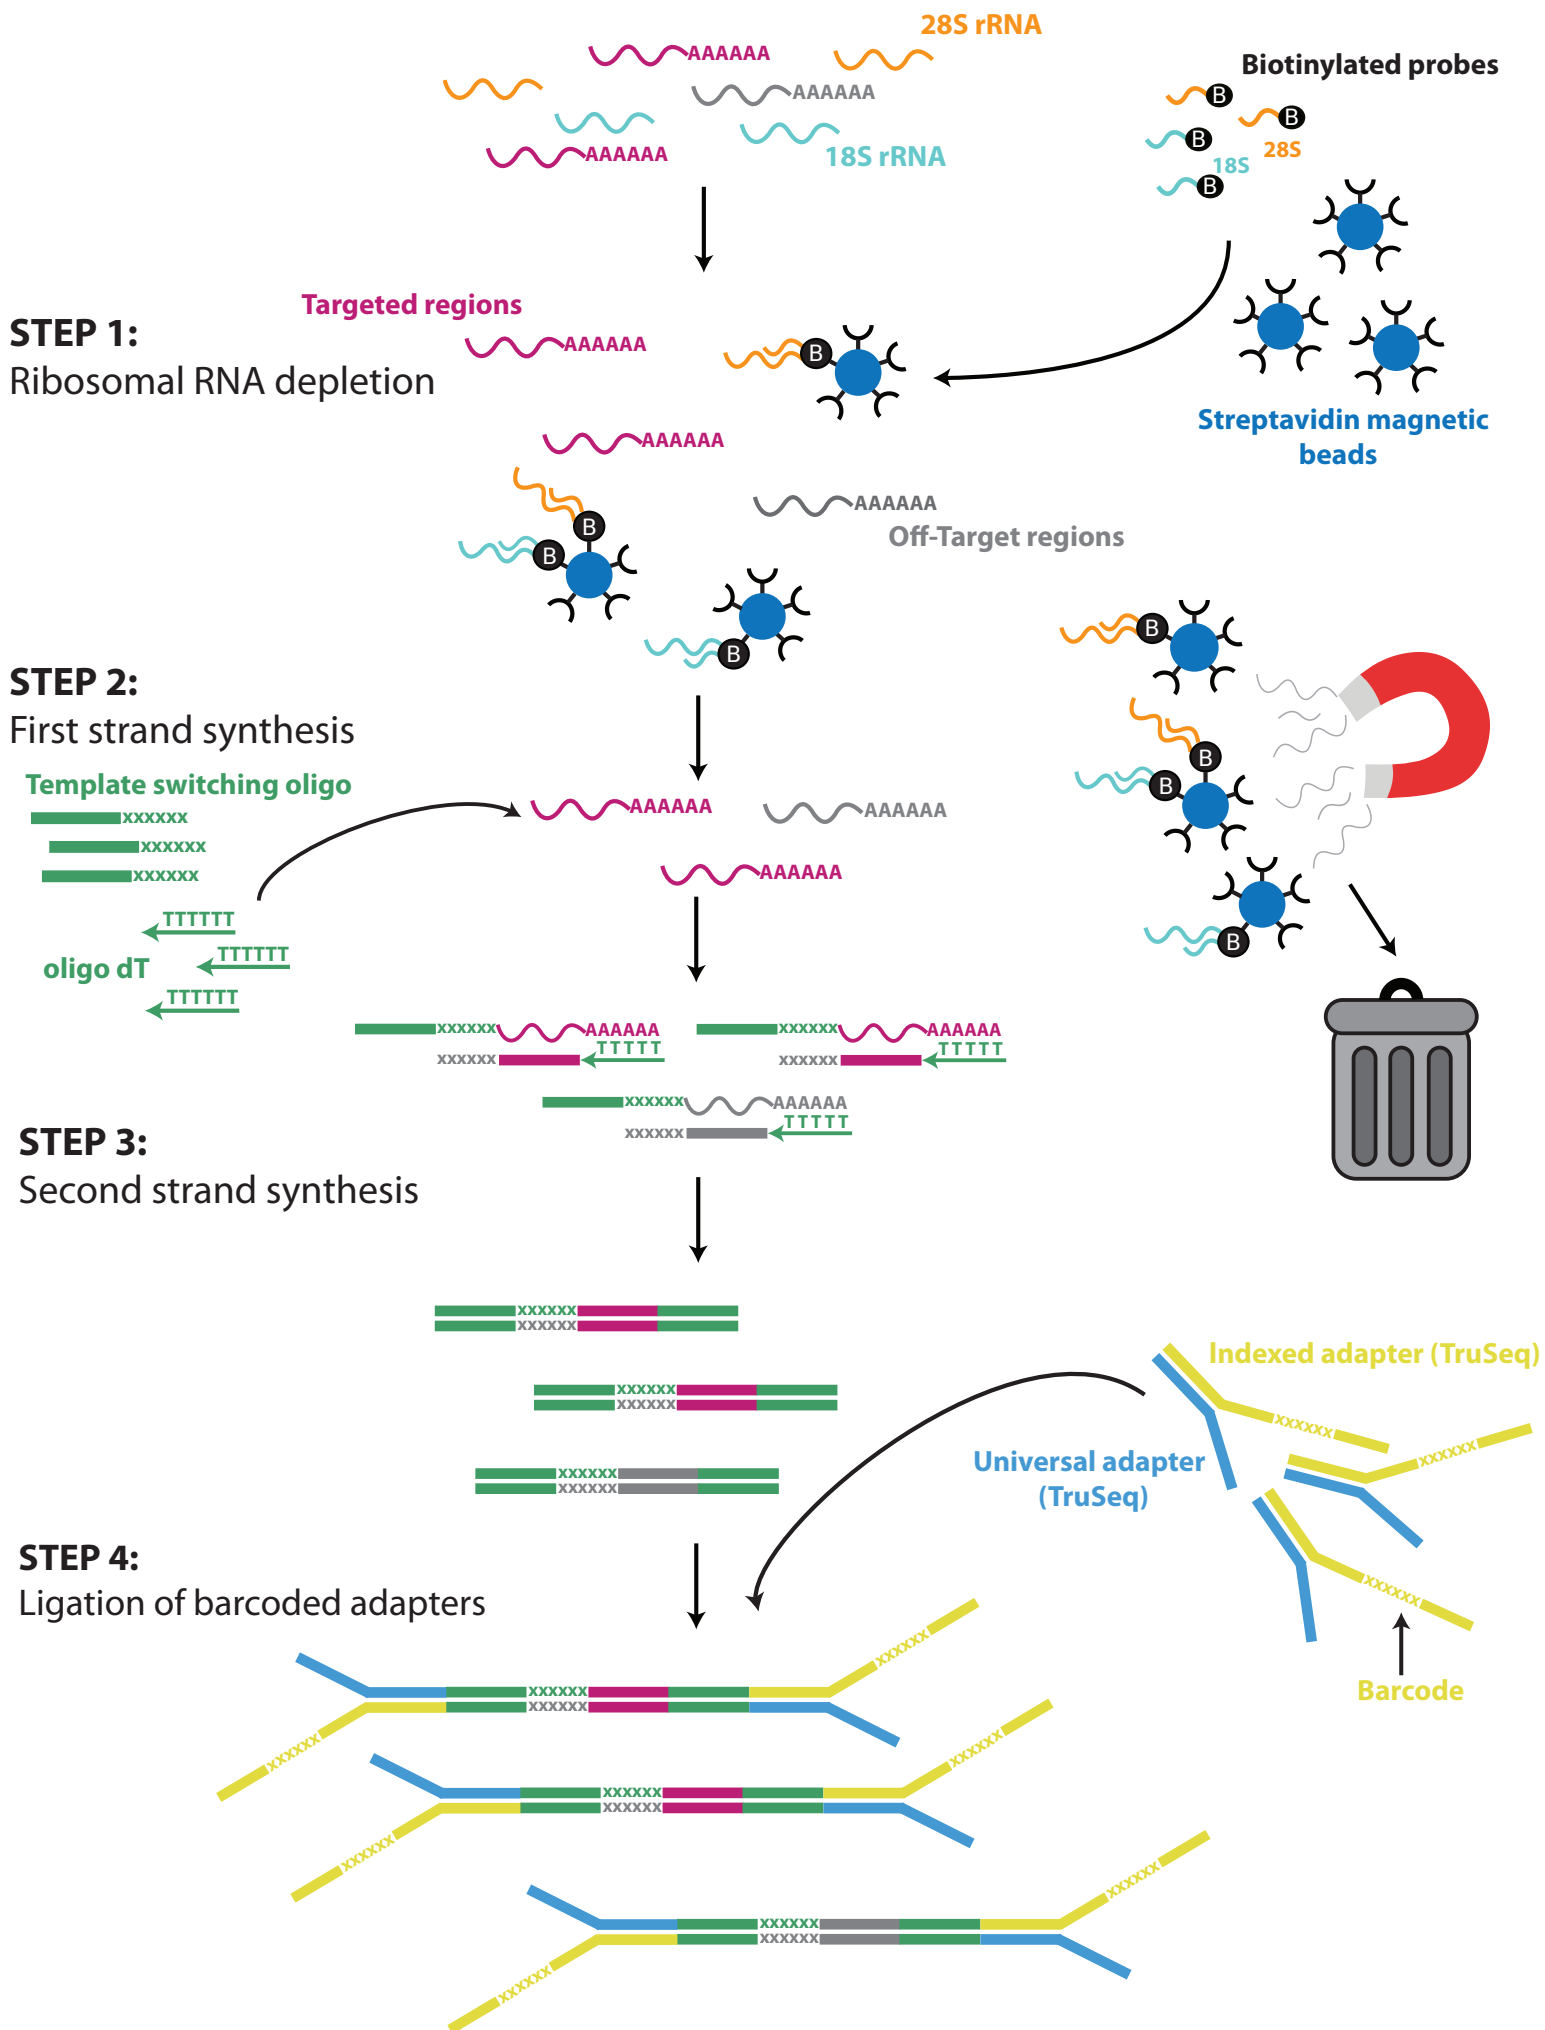 28S rRNA
AAAAAA
Biotinylated probes
AAAAAA
B
B
B
18S rRNA
AAAAAA
28S
18S
B
Targeted regions
AAAAAA
STEP 1:
Ribosomal RNA depletion
B
Streptavidin magnetic
beads
AAAAAA
AAAAAA
Off-Target regions
B
B
B
STEP 2:
First strand synthesis
B
B
B
B
Template switching oligo
xxxxxx
xxxxxx
xxxxxx
AAAAAA
AAAAAA
AAAAAA
TTTTTT
TTTTTT
oligo dT
TTTTTT
xxxxxx AAAAAA
TTTTT
xxxxxx
xxxxxx AAAAAA
TTTTT
xxxxxx
xxxxxx AAAAAA
TTTTT
xxxxxx
STEP 3:
Second strand synthesis
xxxxxx
xxxxxx
xxxxxx
xxxxxx
xxxxxx
xxxxxx
Indexed adapter (TruSeq)
xxxxxx
xxxxxx
Universal adapter
(TruSeq)
xxxxxx
Barcode
STEP 4:
Ligation of barcoded adapters
xxxxxx
xxxxxx
xxxxxx
xxxxxx
xxxxxx
xxxxxx
xxxxxx
xxxxxx
xxxxxx
xxxxxx
xxxxxx
xxxxxx